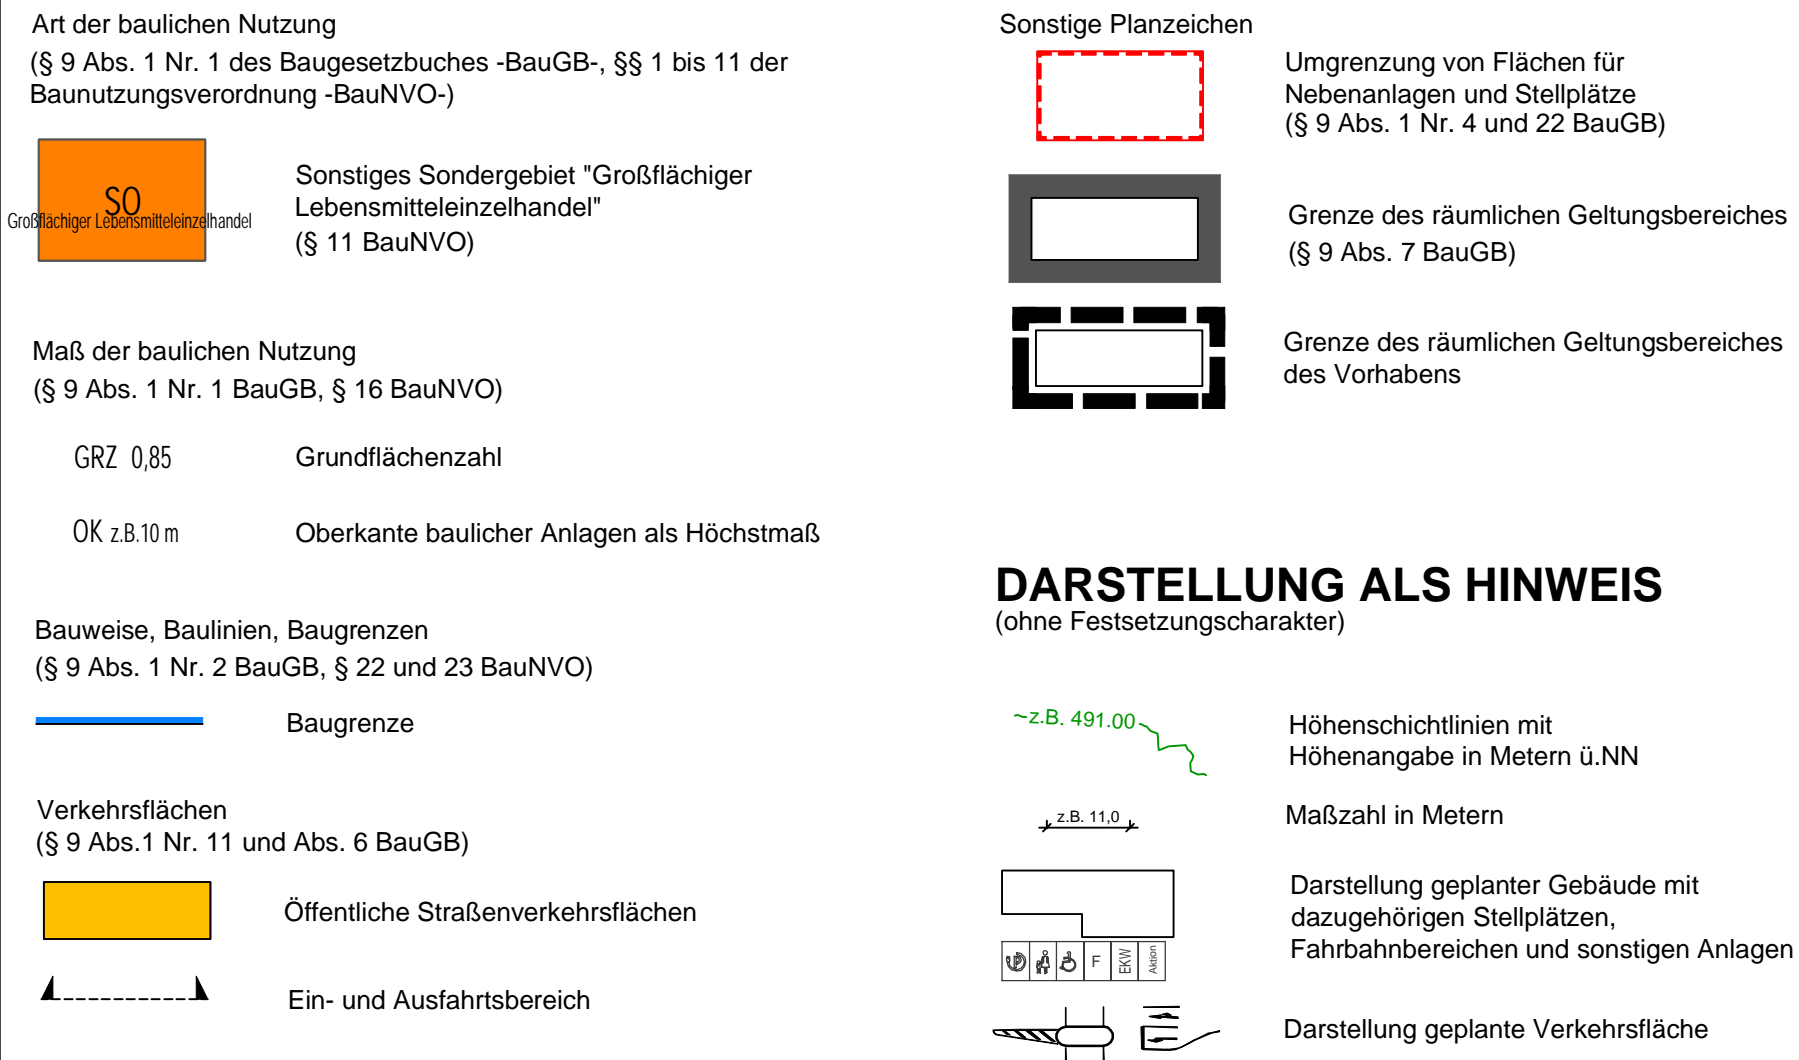 Art der baulichen Nutzung
(§ 9 Abs. 1 Nr. 1 des Baugesetzbuches -BauGB-, §§ 1 bis 11 der
Baunutzungsverordnung -BauNVO-)
SO
Großflächiger Lebensmitteleinzelhandel
Sonstiges Sondergebiet "Großflächiger
Lebensmitteleinzelhandel"
(§ 11 BauNVO)
Maß der baulichen Nutzung
(§ 9 Abs. 1 Nr. 1 BauGB, § 16 BauNVO)
GRZ 0,85
Grundflächenzahl
OK z.B.10 m
Oberkante baulicher Anlagen als Höchstmaß
Bauweise, Baulinien, Baugrenzen
(§ 9 Abs. 1 Nr. 2 BauGB, § 22 und 23 BauNVO)
Baugrenze
Verkehrsflächen
(§ 9 Abs.1 Nr. 11 und Abs. 6 BauGB)
Öffentliche Straßenverkehrsflächen
Ein- und Ausfahrtsbereich
Sonstige Planzeichen
Umgrenzung von Flächen für
Nebenanlagen und Stellplätze
(§ 9 Abs. 1 Nr. 4 und 22 BauGB)
Grenze des räumlichen Geltungsbereiches
(§ 9 Abs. 7 BauGB)
Grenze des räumlichen Geltungsbereiches
des Vorhabens
DARSTELLUNG ALS HINWEIS
(ohne Festsetzungscharakter)
~z.B. 491.00
Höhenschichtlinien mit
Höhenangabe in Metern ü.NN
z.B. 11,0
Maßzahl in Metern
Darstellung geplanter Gebäude mit
dazugehörigen Stellplätzen,
Fahrbahnbereichen und sonstigen Anlagen
P
F
EKW
Aktion
Darstellung geplante Verkehrsfläche